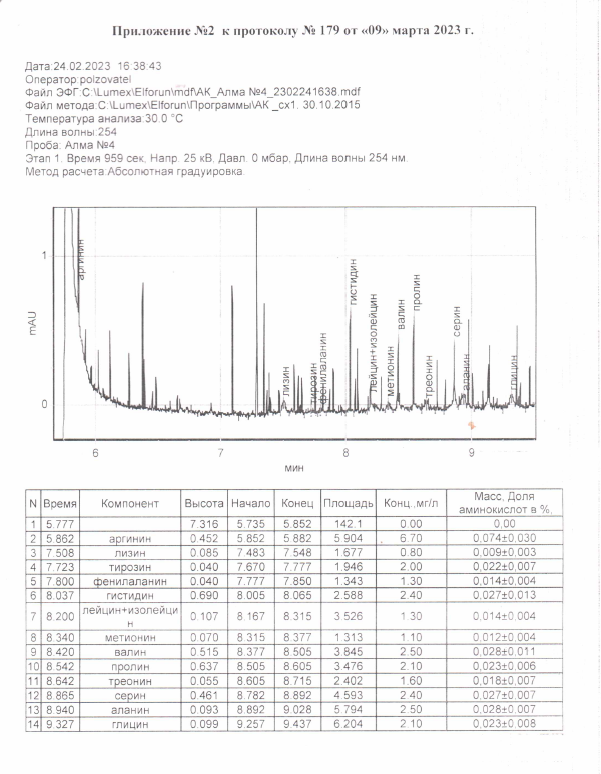 Приложение №2 к протоколу № 179 от «09» марта 2023 г.
Дата:24.02.2023 16:38:43
Оператор:polzovatel
Файл ЭФГ:C:\Lumex\Elforun\mdf\АК_Алма №4_2302241638.mdf
Файл метода:C:\Lumex\Elforun\Программы\АК_сх1. 30.10.2015
Температура анализа:30.0 °C
Длина волны:254
Проба: Алма №4
Этап 1. Время 959 сек, Напр. 25 кВ, Давл. 0 мбар, Длина волны 254 нм.
Метод расчета:Абсолютная градуировка.
mAU
1
0
аргинин
лизин
тирозин
фенилаланин
гистидин
лейцин+изолейцин
метионин
валин
пролин
треонин
серин
аланин
глицин
6 7 8 9
мин
N Время Компонент Высота Начало Конец Площадь Конц.,мг/л Масс. Доля аминокислот в %,
1 5.777 7.316 5.735 5.852 142.1 0.00 0,00
2 5.862 аргинин 0.452 5.852 5.882 5.904 6.70 0,074±0,030
3 7.508 лизин 0.085 7.483 7.548 1.677 0.80 0,009±0,003
4 7.723 тирозин 0.040 7.670 7.777 1.946 2.00 0,022±0,007
5 7.800 фенилаланин 0.040 7.777 7.850 1.343 1.30 0,014±0,004
6 8.037 гистидин 0.690 8.005 8.065 2.588 2.40 0,027±0,013
7 8.200 лейцин+изолейци
н 0.107 8.167 8.315 3.526 1.30 0,014±0,004
8 8.340 метионин 0.070 8.315 8.377 1.313 1.10 0,012±0,004
9 8.420 валин 0.515 8.377 8.505 3.845 2.50 0,028±0,011
10 8.542 пролин 0.637 8.505 8.605 3.476 2.10 0,023±0,006
11 8.642 треонин 0.055 8.605 8.715 2.402 1.60 0,018±0,007
12 8.865 серин 0.461 8.782 8.892 4.593 2.40 0,027±0,007
13 8.940 аланин 0.093 8.892 9.028 5.794 2.50 0,028±0,007
14 9.327 глицин 0.099 9.257 9.437 6.204 2.10 0,023±0,008